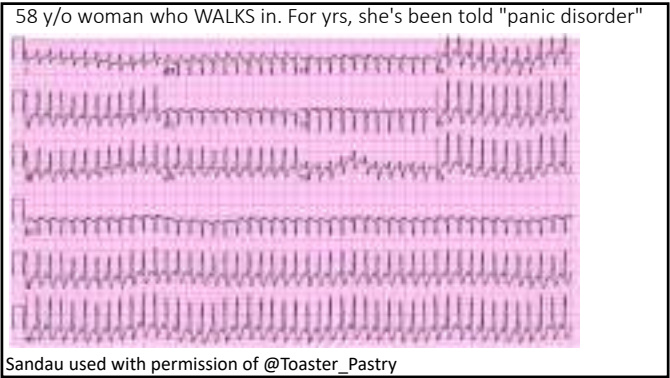 58 y/o woman who WALKS in. For yrs, she's been told "panic disorder"
Sandau used with permission of @Toaster_Pastry